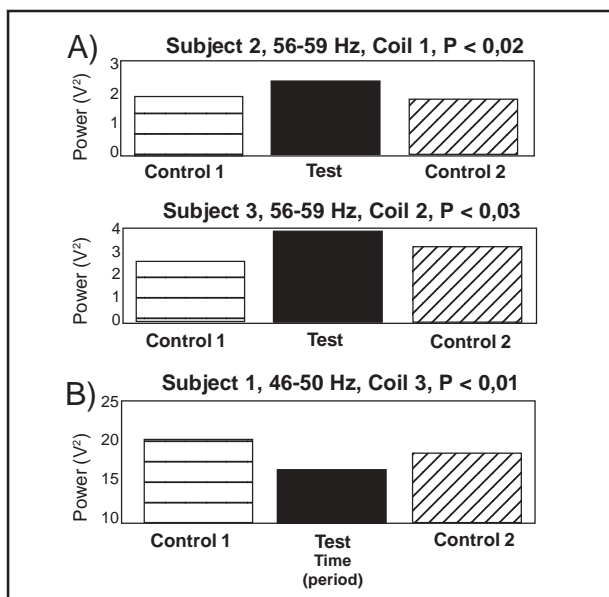 A)
Subject 2, 56-59 Hz, Coil 1, P < 0,02
Power (V²)
3
2
1
0
Control 1 Test Control 2
Subject 3, 56-59 Hz, Coil 2, P < 0,03
Power (V²)
4
3
2
1
0
Control 1 Test Control 2
B)
Subject 1, 46-50 Hz, Coil 3, P < 0,01
Power (V²)
25
20
15
10
Control 1 Test Control 2
Time
(period)